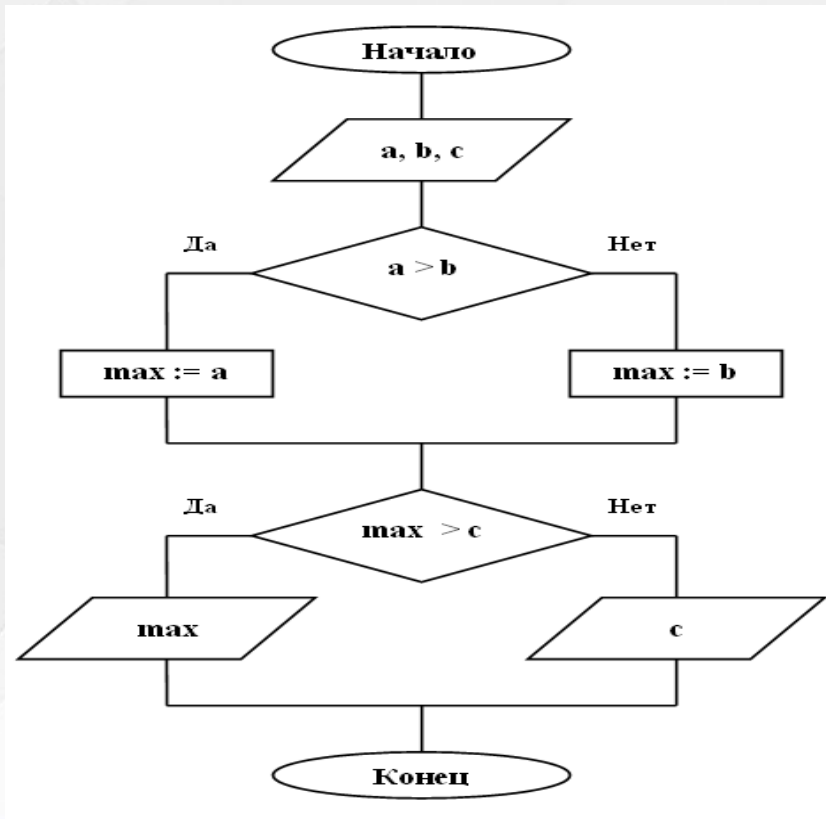 Начало
a, b, c
Да
a > b
Нет
max := a
max := b
Да
max > c
Нет
max
c
Конец